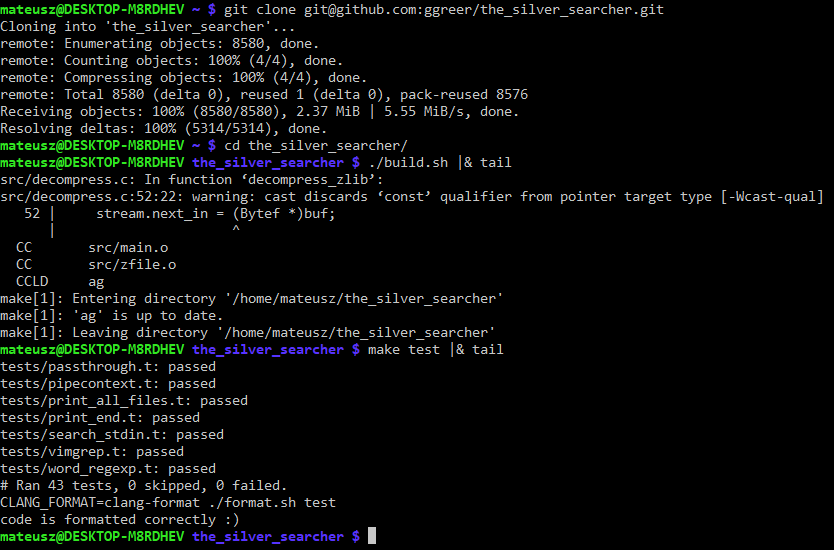 mateusz@DESKTOP-M8RDHEV ~ $ git clone git@github.com:ggreer/the_silver_searcher.git
Cloning into 'the_silver_searcher'...
remote: Enumerating objects: 8580, done.
remote: Counting objects: 100% (4/4), done.
remote: Compressing objects: 100% (4/4), done.
remote: Total 8580 (delta 0), reused 1 (delta 0), pack-reused 8576
Receiving objects: 100% (8580/8580), 2.37 MiB | 5.55 MiB/s, done.
Resolving deltas: 100% (5314/5314), done.
mateusz@DESKTOP-M8RDHEV ~ $ cd the_silver_searcher/
mateusz@DESKTOP-M8RDHEV the_silver_searcher $ ./build.sh |& tail
src/decompress.c: In function ‘decompress_zlib’:
src/decompress.c:52:22: warning: cast discards ‘const’ qualifier from pointer target type [-Wcast-qual]
   52 |     stream.next_in = (Bytef *)buf;
      |                      ^
  CC       src/main.o
  CC       src/zfile.o
  CCLD     ag
make[1]: Entering directory '/home/mateusz/the_silver_searcher'
make[1]: 'ag' is up to date.
make[1]: Leaving directory '/home/mateusz/the_silver_searcher'
mateusz@DESKTOP-M8RDHEV the_silver_searcher $ make test |& tail
tests/passthrough.t: passed
tests/pipecontext.t: passed
tests/print_all_files.t: passed
tests/print_end.t: passed
tests/search_stdin.t: passed
tests/vimgrep.t: passed
tests/word_regexp.t: passed
# Ran 43 tests, 0 skipped, 0 failed.
CLANG_FORMAT=clang-format ./format.sh test
code is formatted correctly :)
mateusz@DESKTOP-M8RDHEV the_silver_searcher $